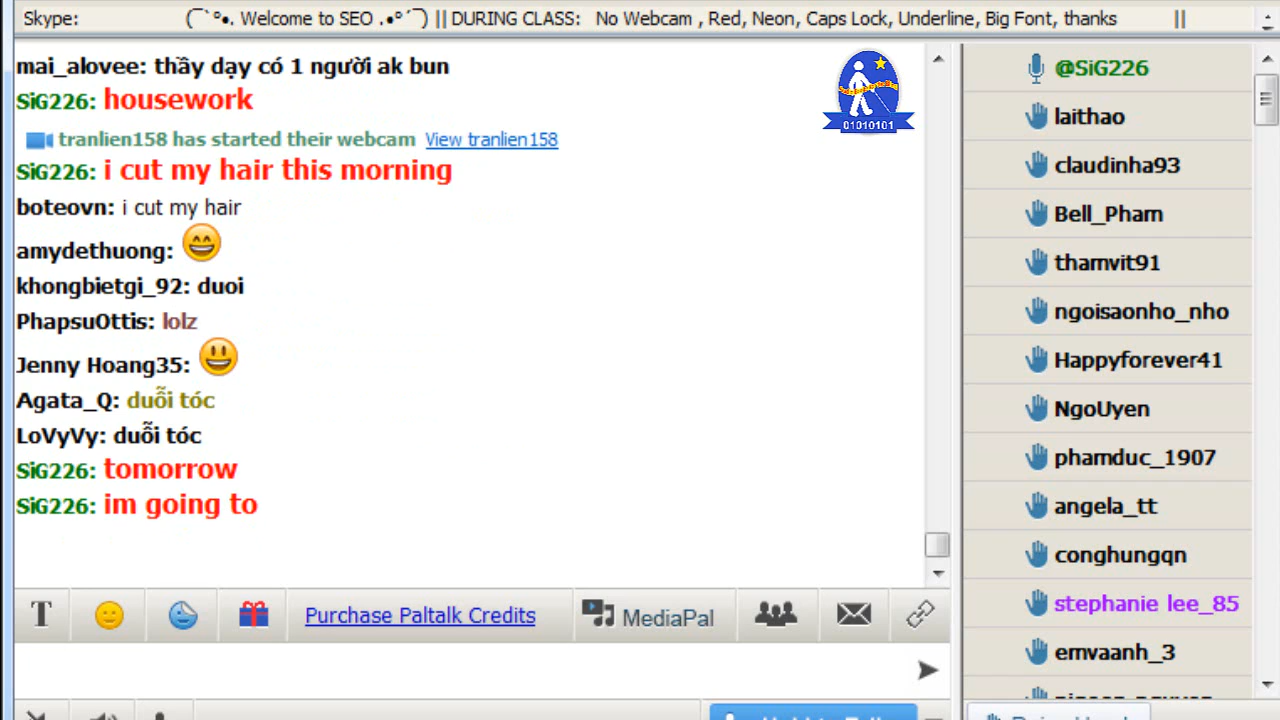 Skype: (¯`°•. Welcome to SEO .•°´¯) || DURING CLASS: No Webcam , Red, Neon, Caps Lock, Underline, Big Font, thanks ||
mai_alovee: thầy dạy có 1 người ak bun
SiG226: housework
tranlien158 has started their webcam View tranlien158
SiG226: i cut my hair this morning
boteovn: i cut my hair
amydethuong: 😄
khongbietgi_92: duoi
PhapsuOttis: lolz
Jenny Hoang35: 😃
Agata_Q: duỗi tóc
LoVyVy: duỗi tóc
SiG226: tomorrow
SiG226: im going to
01010101
T Purchase Paltalk Credits MediaPal
@SiG226
laithao
claudinha93
Bell_Pham
thamvit91
ngoisaonho_nho
Happyforever41
NgoUyen
phamduc_1907
angela_tt
conghungqn
stephanie lee_85
emvaanh_3